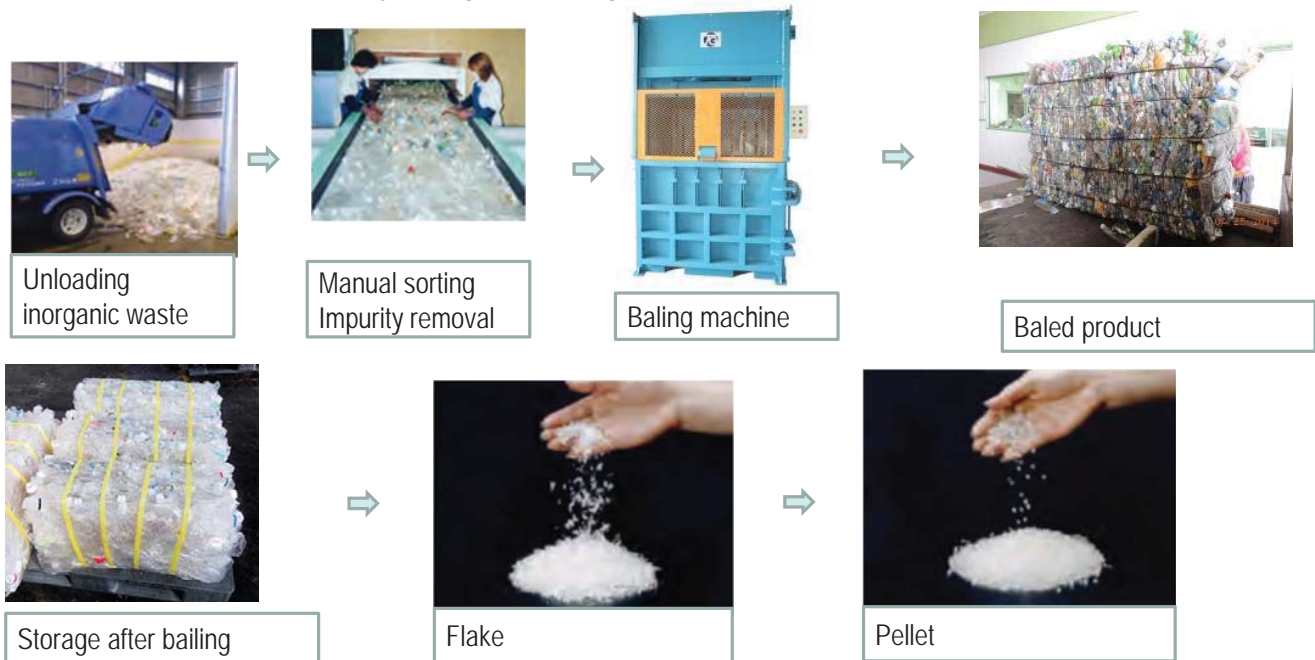 Unloading
inorganic waste
Manual sorting
Impurity removal
Baling machine
Baled product
Storage after bailing
Flake
Pellet